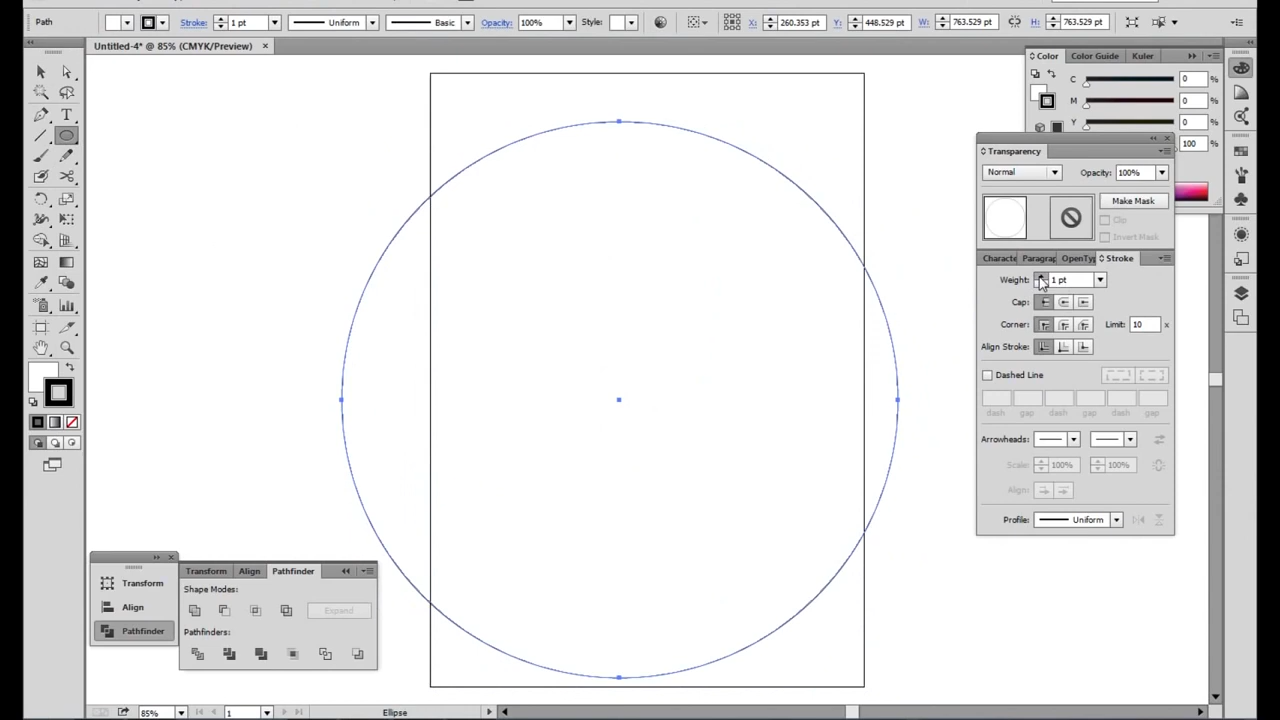 Path Stroke: 1 pt Uniform Basic Opacity: 100% Style: X: 260.353 pt Y: 448.529 pt W: 763.529 pt H: 763.529 pt
Untitled-4* @ 85% (CMYK/Preview) ×
Color Color Guide Kuler
C 0 %
M 0 %
Y 0 %
100 %
Transparency
Normal Opacity: 100%
Make Mask
Clip
Invert Mask
Characte Paragrap OpenTyp Stroke
Weight: 1 pt
Cap:
Corner: Limit: 10 x
Align Stroke:
Dashed Line
dash gap dash gap dash gap
Arrowheads:
Scale: 100% 100%
Align:
Profile: Uniform
Transform
Align
Pathfinder
Transform Align Pathfinder
Shape Modes:
Expand
Pathfinders:
85% 1 Ellipse